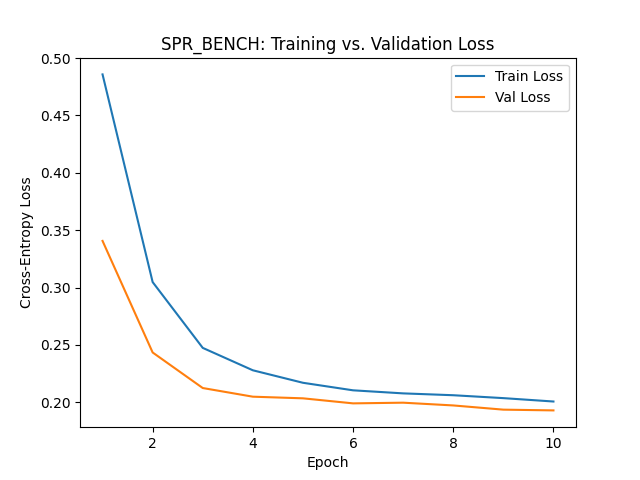 SPR_BENCH: Training vs. Validation Loss
Train Loss
Val Loss
Cross-Entropy Loss
0.50
0.45
0.40
0.35
0.30
0.25
0.20
2 4 6 8 10
Epoch